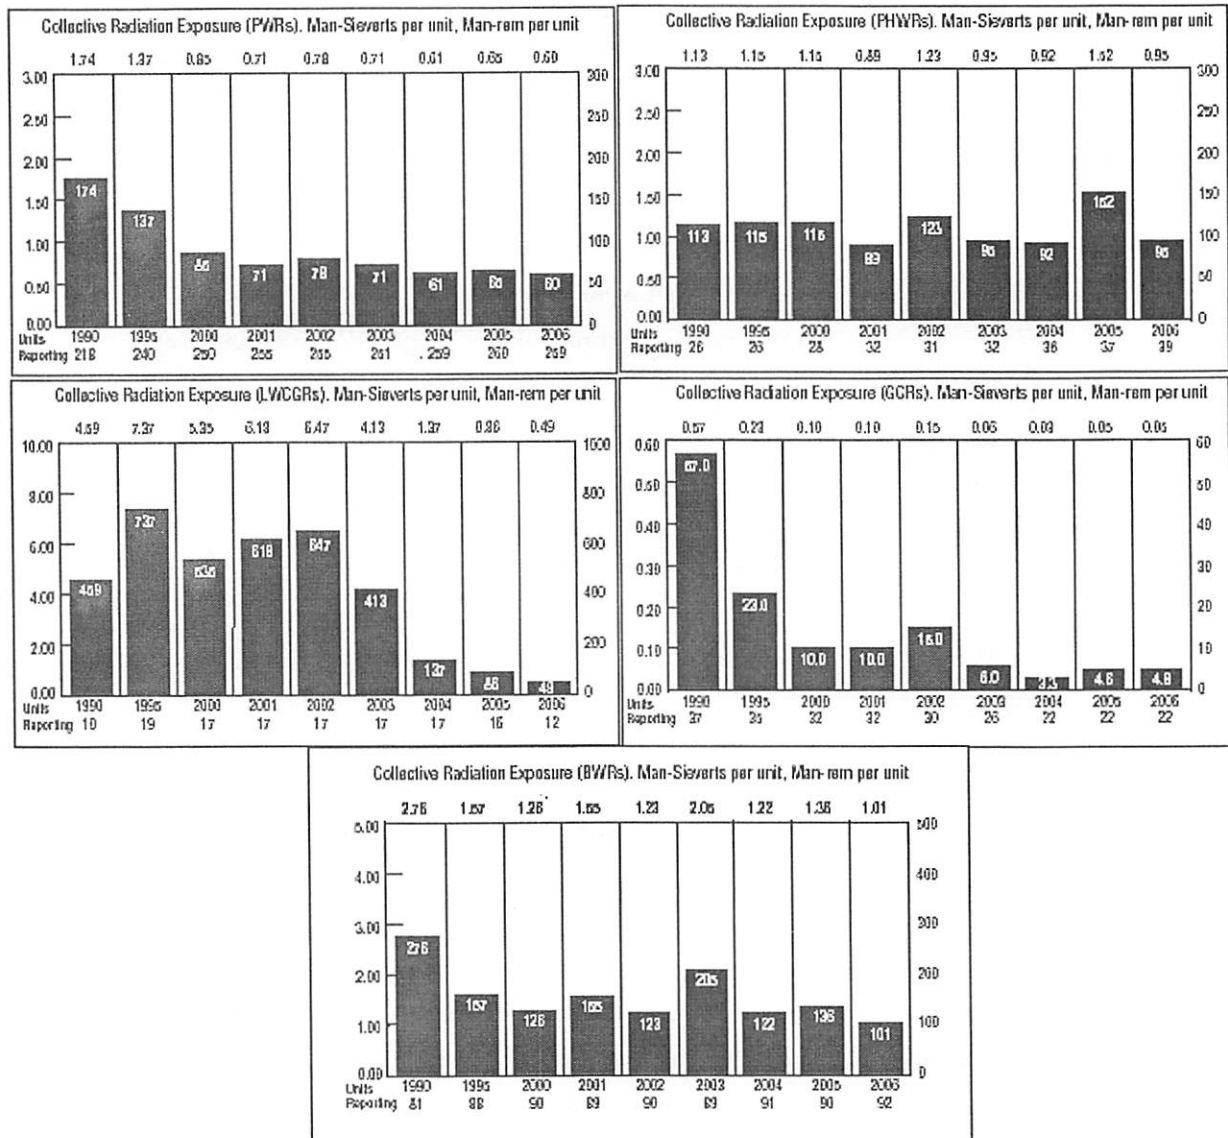 Collective Radiation Exposure (PWRs). Man-Sieverts per unit, Man-rem per unit
1.74 1.37 0.85 0.71 0.78 0.71 0.61 0.65 0.60
3.00 300
2.50 250
2.00 200
1.50 150
1.00 100
0.50 50
0.00 0
174 137 85 71 78 71 61 65 60
Units 1990 1995 2000 2001 2002 2003 2004 2005 2006
Reporting 218 240 250 255 255 251 259 260 259
Collective Radiation Exposure (PHWRs). Man-Sieverts per unit, Man-rem per unit
1.13 1.15 1.15 0.89 1.23 0.95 0.92 1.52 0.95
3.00 300
2.50 250
2.00 200
1.50 150
1.00 100
0.50 50
0.00 0
113 115 115 89 123 95 92 152 95
Units 1990 1995 2000 2001 2002 2003 2004 2005 2006
Reporting 26 26 28 32 31 32 36 37 39
Collective Radiation Exposure (LWCGRs). Man-Sieverts per unit, Man-rem per unit
4.59 7.37 5.35 6.18 6.47 4.13 1.37 0.86 0.49
10.00 1000
8.00 800
6.00 600
4.00 400
2.00 200
0.00 0
459 737 535 618 647 413 137 86 49
Units 1990 1995 2000 2001 2002 2003 2004 2005 2006
Reporting 19 17 17 17 17 17 16 12
Collective Radiation Exposure (GCRs). Man-Sieverts per unit, Man-rem per unit
0.57 0.23 0.10 0.10 0.15 0.06 0.03 0.05 0.05
0.60 60
0.50 50
0.40 40
0.30 30
0.20 20
0.10 10
0.00 0
57.0 23.0 10.0 10.0 15.0 6.0 3.3 4.6 4.8
Units 1990 1995 2000 2001 2002 2003 2004 2005 2006
Reporting 37 35 32 32 30 26 22 22 22
Collective Radiation Exposure (BWRs). Man-Sieverts per unit, Man-rem per unit
2.76 1.57 1.26 1.55 1.23 2.05 1.22 1.36 1.01
5.00 500
4.00 400
3.00 300
2.00 200
1.00 100
0.00 0
276 157 126 155 123 205 122 136 101
Units 1990 1995 2000 2001 2002 2003 2004 2005 2006
Reporting 81 88 90 89 90 89 91 90 92